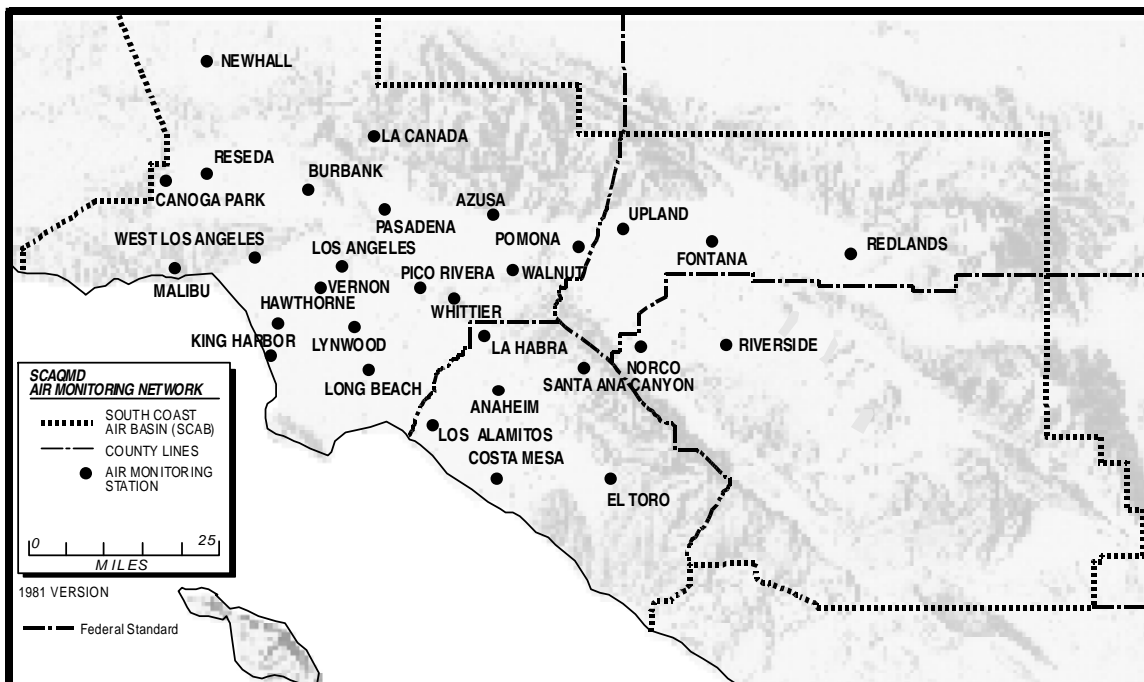 NEWHALL
LA CANADA
RESEDA
BURBANK
CANOGA PARK
AZUSA
PASADENA
UPLAND
WEST LOS ANGELES
LOS ANGELES
POMONA
REDLANDS
FONTANA
PICO RIVERA
WALNUT
MALIBU
VERNON
HAWTHORNE
WHITTIER
KING HARBOR
LYNWOOD
LA HABRA
RIVERSIDE
NORCO
SANTA ANA CANYON
LONG BEACH
ANAHEIM
LOS ALAMITOS
COSTA MESA
EL TORO
SCAQMD
AIR MONITORING NETWORK
SOUTH COAST
AIR BASIN (SCAB)
COUNTY LINES
AIR MONITORING
STATION
0 25
MILES
1981 VERSION
Federal Standard